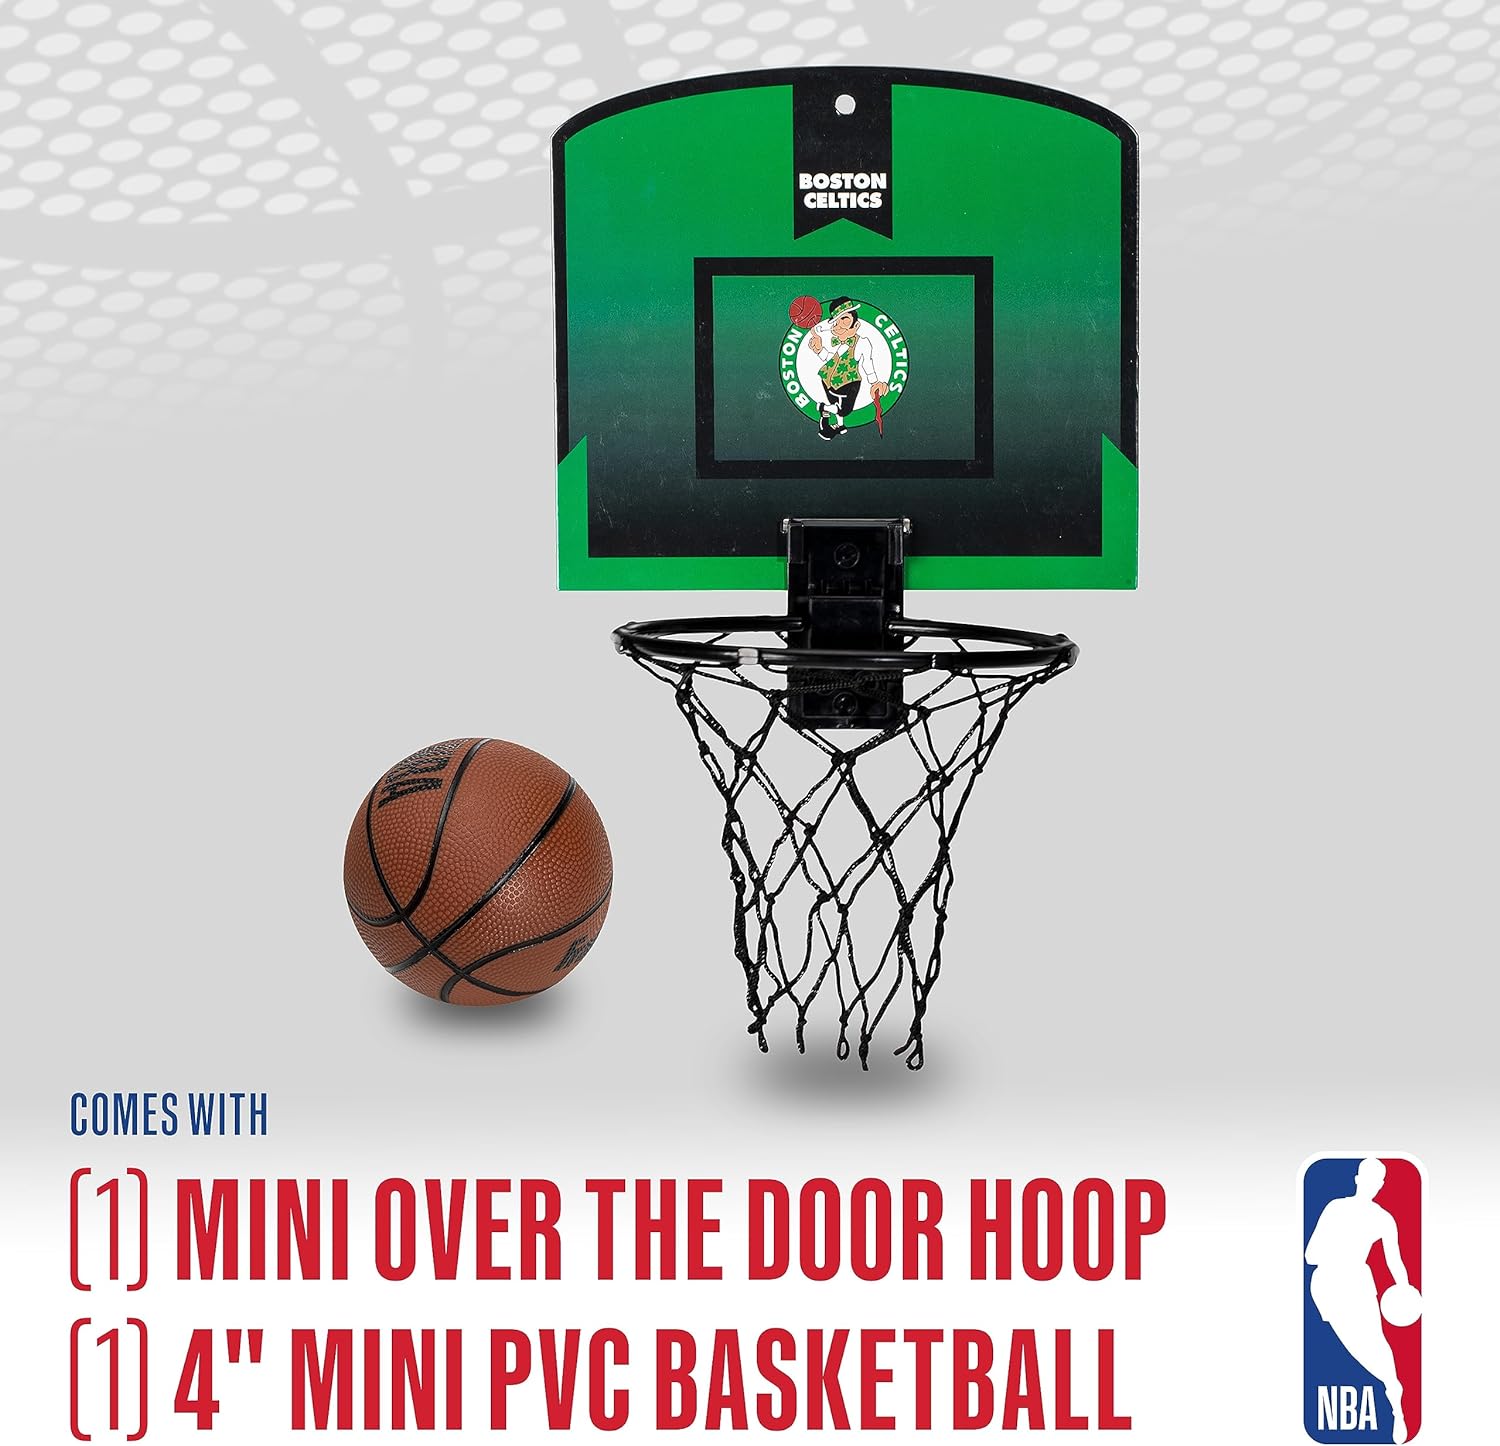 BOSTON
CELTICS
BOSTON CELTICS
COMES WITH
(1) MINI OVER THE DOOR HOOP
(1) 4" MINI PVC BASKETBALL
NBA